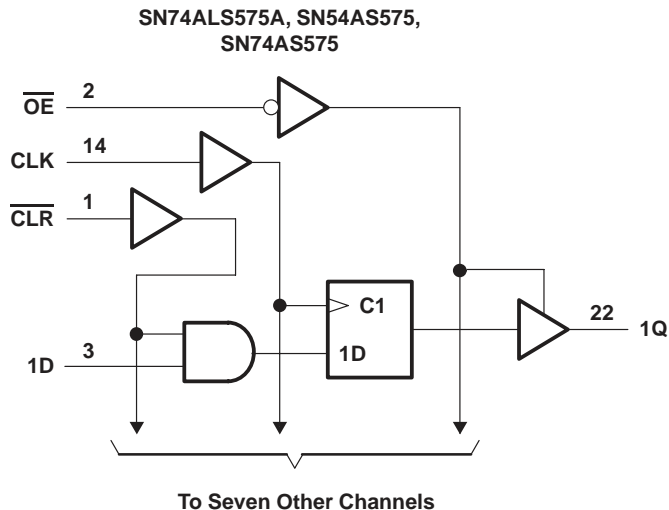 SN74ALS575A, SN54AS575,
SN74AS575
OE 2
CLK 14
CLR 1
C1
1D
1D 3
22 1Q
To Seven Other Channels